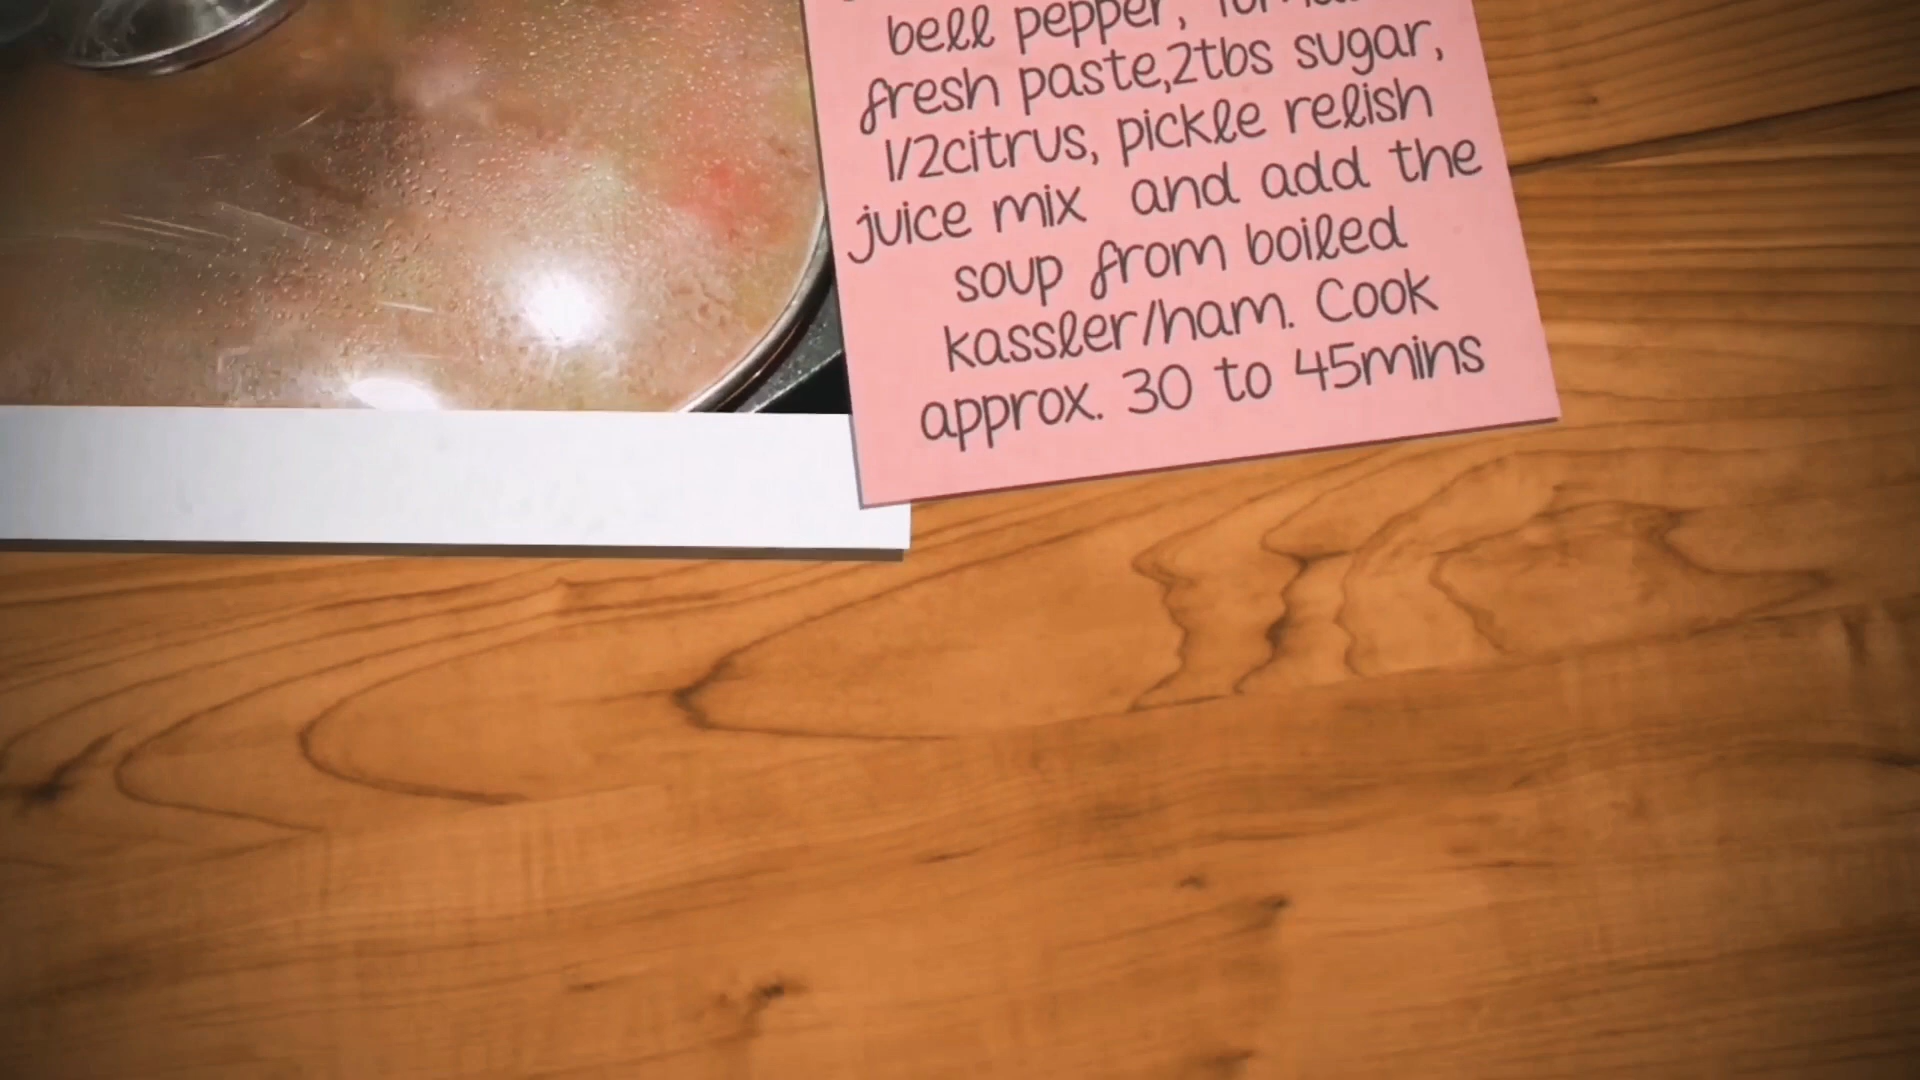 bell pepper,
fresh paste,2tbs sugar,
1/2citrus, pickle relish
juice mix  and add the
soup from boiled
kassler/ham. Cook
approx. 30 to 45mins